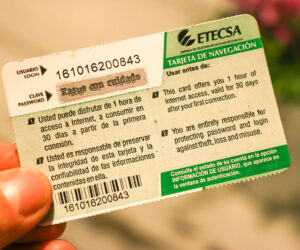 ETECSA
TARJETA DE NAVEGACIÓN
USUARIO
LOGIN
161016200843
CLAVE
PASSWORD
Raspe con cuidado
Usar antes de:
1 Usted puede disfrutar de 1 hora de
Internet access, a consumir en
30 días a partir de la primera
conexión.
2 Usted es responsable de preservar
la integridad de esta tarjeta y la
confiabilidad de las informaciones
contenidas en ella.
161016200843
1 This card offers you 1 hour of
Internet access, valid for 30 days
after your first connection.
2 You are entirely responsible for
protecting password and login
against theft, loss and misuse.
Consulte el estado de su cuenta en la opción
INFORMACIÓN DE USUARIO, que aparece en
la ventana de autenticación.